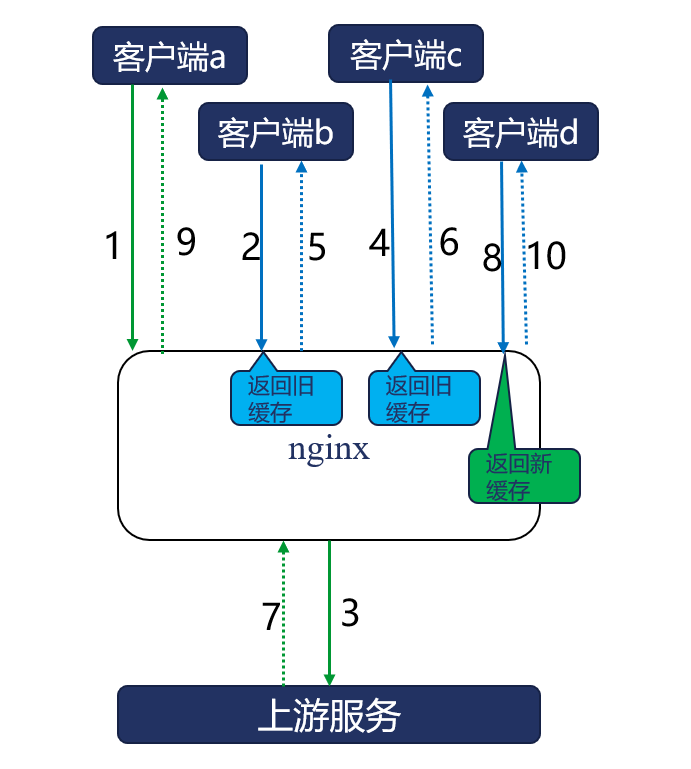 客户端a
客户端c
客户端b
客户端d
1
9
2
5
4
6
8
10
返回旧
缓存
返回旧
缓存
nginx
返回新
缓存
7
3
上游服务